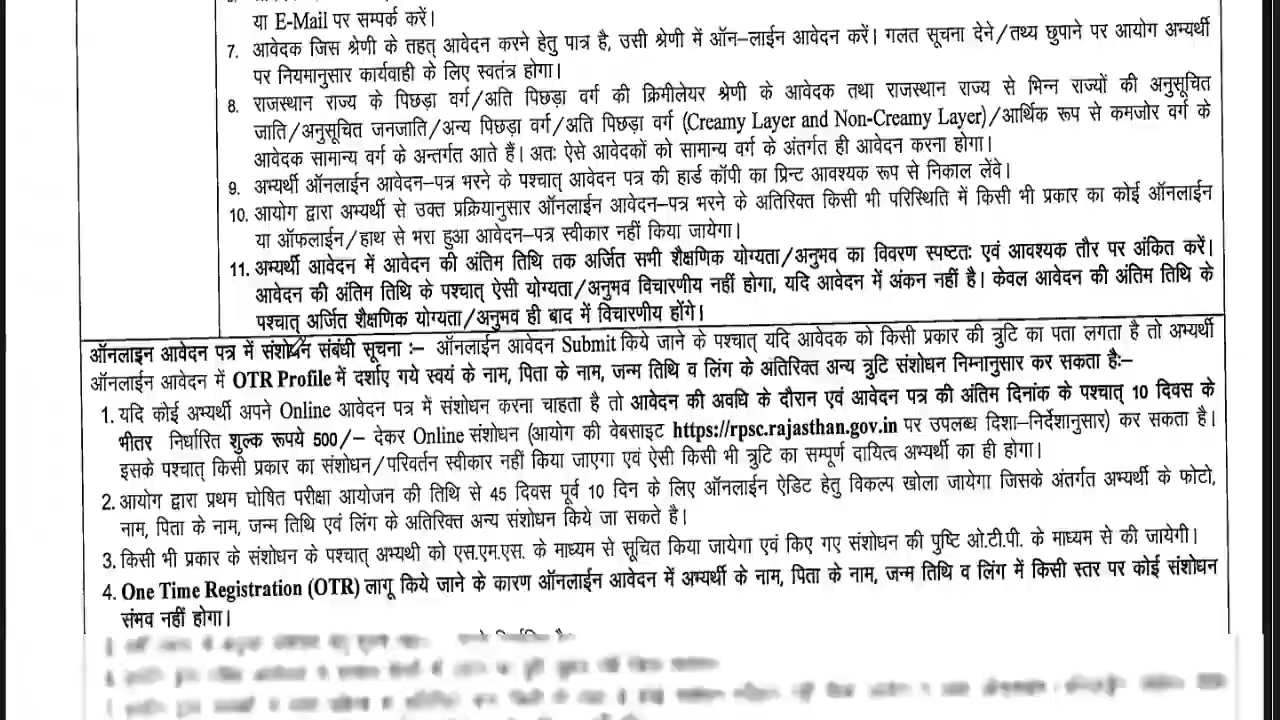 या E-Mail पर सम्पर्क करें।
7. आवेदक जिस श्रेणी के तहत् आवेदन करने हेतु पात्र है, उसी श्रेणी में ऑन–लाईन आवेदन करें। गलत सूचना देने/तथ्य छुपाने पर आयोग अभ्यर्थी
पर नियमानुसार कार्यवाही के लिए स्वतंत्र होगा।
8. राजस्थान राज्य के पिछड़ा वर्ग/अति पिछड़ा वर्ग की क्रिमीलेयर श्रेणी के आवेदक तथा राजस्थान राज्य से भिन्न राज्यों की अनुसूचित
जाति/अनुसूचित जनजाति/अन्य पिछड़ा वर्ग/अति पिछड़ा वर्ग (Creamy Layer and Non-Creamy Layer)/आर्थिक रूप से कमजोर वर्ग के
आवेदक सामान्य वर्ग के अन्तर्गत आते हैं। अतः ऐसे आवेदकों को सामान्य वर्ग के अंतर्गत ही आवेदन करना होगा।
9. अभ्यर्थी ऑनलाईन आवेदन–पत्र भरने के पश्चात् आवेदन पत्र की हार्ड कॉपी का प्रिन्ट आवश्यक रूप से निकाल लेंवे।
10. आयोग द्वारा अभ्यर्थी से उक्त प्रक्रियानुसार ऑनलाईन आवेदन–पत्र भरने के अतिरिक्त किसी भी परिस्थिति में किसी भी प्रकार का कोई ऑनलाईन
या ऑफलाईन/हाथ से भरा हुआ आवेदन–पत्र स्वीकार नहीं किया जायेगा।
11. अभ्यर्थी आवेदन में आवेदन की अंतिम तिथि तक अर्जित सभी शैक्षणिक योग्यता/अनुभव का विवरण स्पष्टतः एवं आवश्यक तौर पर अंकित करें।
आवेदन की अंतिम तिथि के पश्चात् ऐसी योग्यता/अनुभव विचारणीय नहीं होगा, यदि आवेदन में अंकन नहीं है। केवल आवेदन की अंतिम तिथि के
पश्चात् अर्जित शैक्षणिक योग्यता/अनुभव ही बाद में विचारणीय होंगे।
ऑनलाइन आवेदन पत्र में संशोधन संबंधी सूचना :– ऑनलाईन आवेदन Submit किये जाने के पश्चात् यदि आवेदक को किसी प्रकार की त्रुटि का पता लगता है तो अभ्यर्थी
ऑनलाईन आवेदन में OTR Profile में दर्शाए गये स्वयं के नाम, पिता के नाम, जन्म तिथि व लिंग के अतिरिक्त अन्य त्रुटि संशोधन निम्नानुसार कर सकता है:–
1. यदि कोई अभ्यर्थी अपने Online आवेदन पत्र में संशोधन करना चाहता है तो आवेदन की अवधि के दौरान एवं आवेदन पत्र की अंतिम दिनांक के पश्चात् 10 दिवस के
भीतर निर्धारित शुल्क रूपये 500/– देकर Online संशोधन (आयोग की वेबसाइट https://rpsc.rajasthan.gov.in पर उपलब्ध दिशा–निर्देशानुसार) कर सकता है।
इसके पश्चात् किसी प्रकार का संशोधन/परिवर्तन स्वीकार नहीं किया जाएगा एवं ऐसी किसी भी त्रुटि का सम्पूर्ण दायित्व अभ्यर्थी का ही होगा।
2. आयोग द्वारा प्रथम घोषित परीक्षा आयोजन की तिथि से 45 दिवस पूर्व 10 दिन के लिए ऑनलाईन ऐडिट हेतु विकल्प खोला जायेगा जिसके अंतर्गत अभ्यर्थी के फोटो,
नाम, पिता के नाम, जन्म तिथि एवं लिंग के अतिरिक्त अन्य संशोधन किये जा सकते है।
3. किसी भी प्रकार के संशोधन के पश्चात् अभ्यथी को एस.एम.एस. के माध्यम से सूचित किया जायेगा एवं किए गए संशोधन की पुष्टि ओ.टी.पी. के माध्यम से की जायेगी।
4. One Time Registration (OTR) लागू किये जाने के कारण ऑनलाईन आवेदन में अभ्यर्थी के नाम, पिता के नाम, जन्म तिथि व लिंग में किसी स्तर पर कोई संशोधन
संभव नहीं होगा।